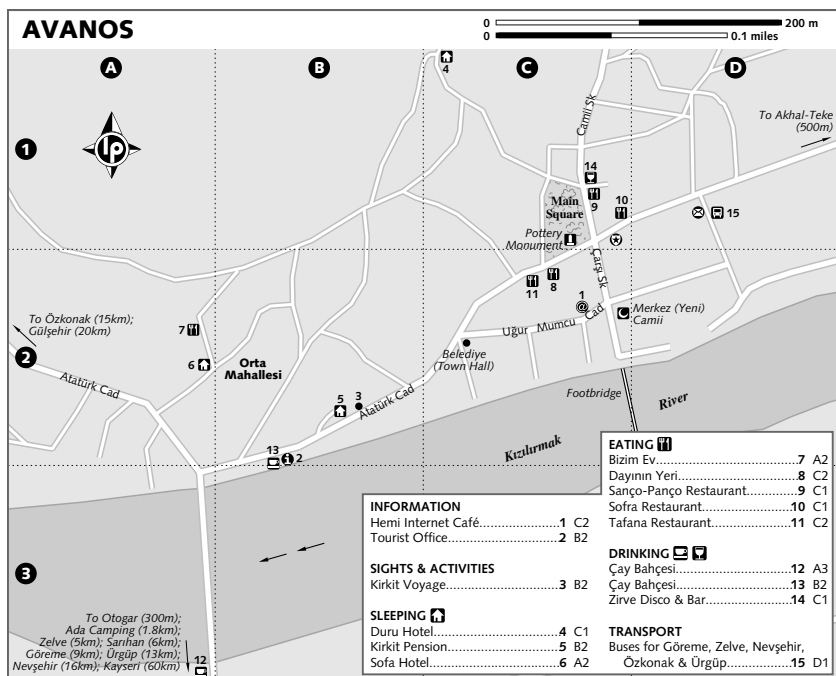 AVANOS
0 200 m
0 0.1 miles
A B C D
1
2
3
lp
4
Camii Sk
To Akhal-Teke
(500m)
14
9
10
15
Main
Square
Pottery
Monument
Çarşı Sk
11
8
1
@
Merkez (Yeni)
Camii
Uğur Mumcu Cad
Belediye
(Town Hall)
To Özkonak (15km);
Gülşehir (20km)
7
6
Orta
Mahallesi
Atatürk Cad
5
3
Atatürk Cad
13
2
Footbridge
Kızılırmak River
To Otogar (300m);
Ada Camping (1.8km);
Zelve (5km); Sarıhan (6km);
Göreme (9km); Ürgüp (13km);
Nevşehir (16km); Kayseri (60km)
12
INFORMATION
Hemi Internet Café..................1 C2
Tourist Office..........................2 B2
SIGHTS & ACTIVITIES
Kirkit Voyage..........................3 B2
SLEEPING
Duru Hotel..............................4 C1
Kirkit Pension..........................5 B2
Sofa Hotel...............................6 A2
EATING
Bizim Ev..................................7 A2
Dayının Yeri............................8 C2
Sanço-Panço Restaurant..........9 C1
Sofra Restaurant....................10 C1
Tafana Restaurant..................11 C2
DRINKING
Çay Bahçesi...........................12 A3
Çay Bahçesi...........................13 B2
Zirve Disco & Bar...................14 C1
TRANSPORT
Buses for Göreme, Zelve, Nevşehir,
Özkonak & Ürgüp..............15 D1